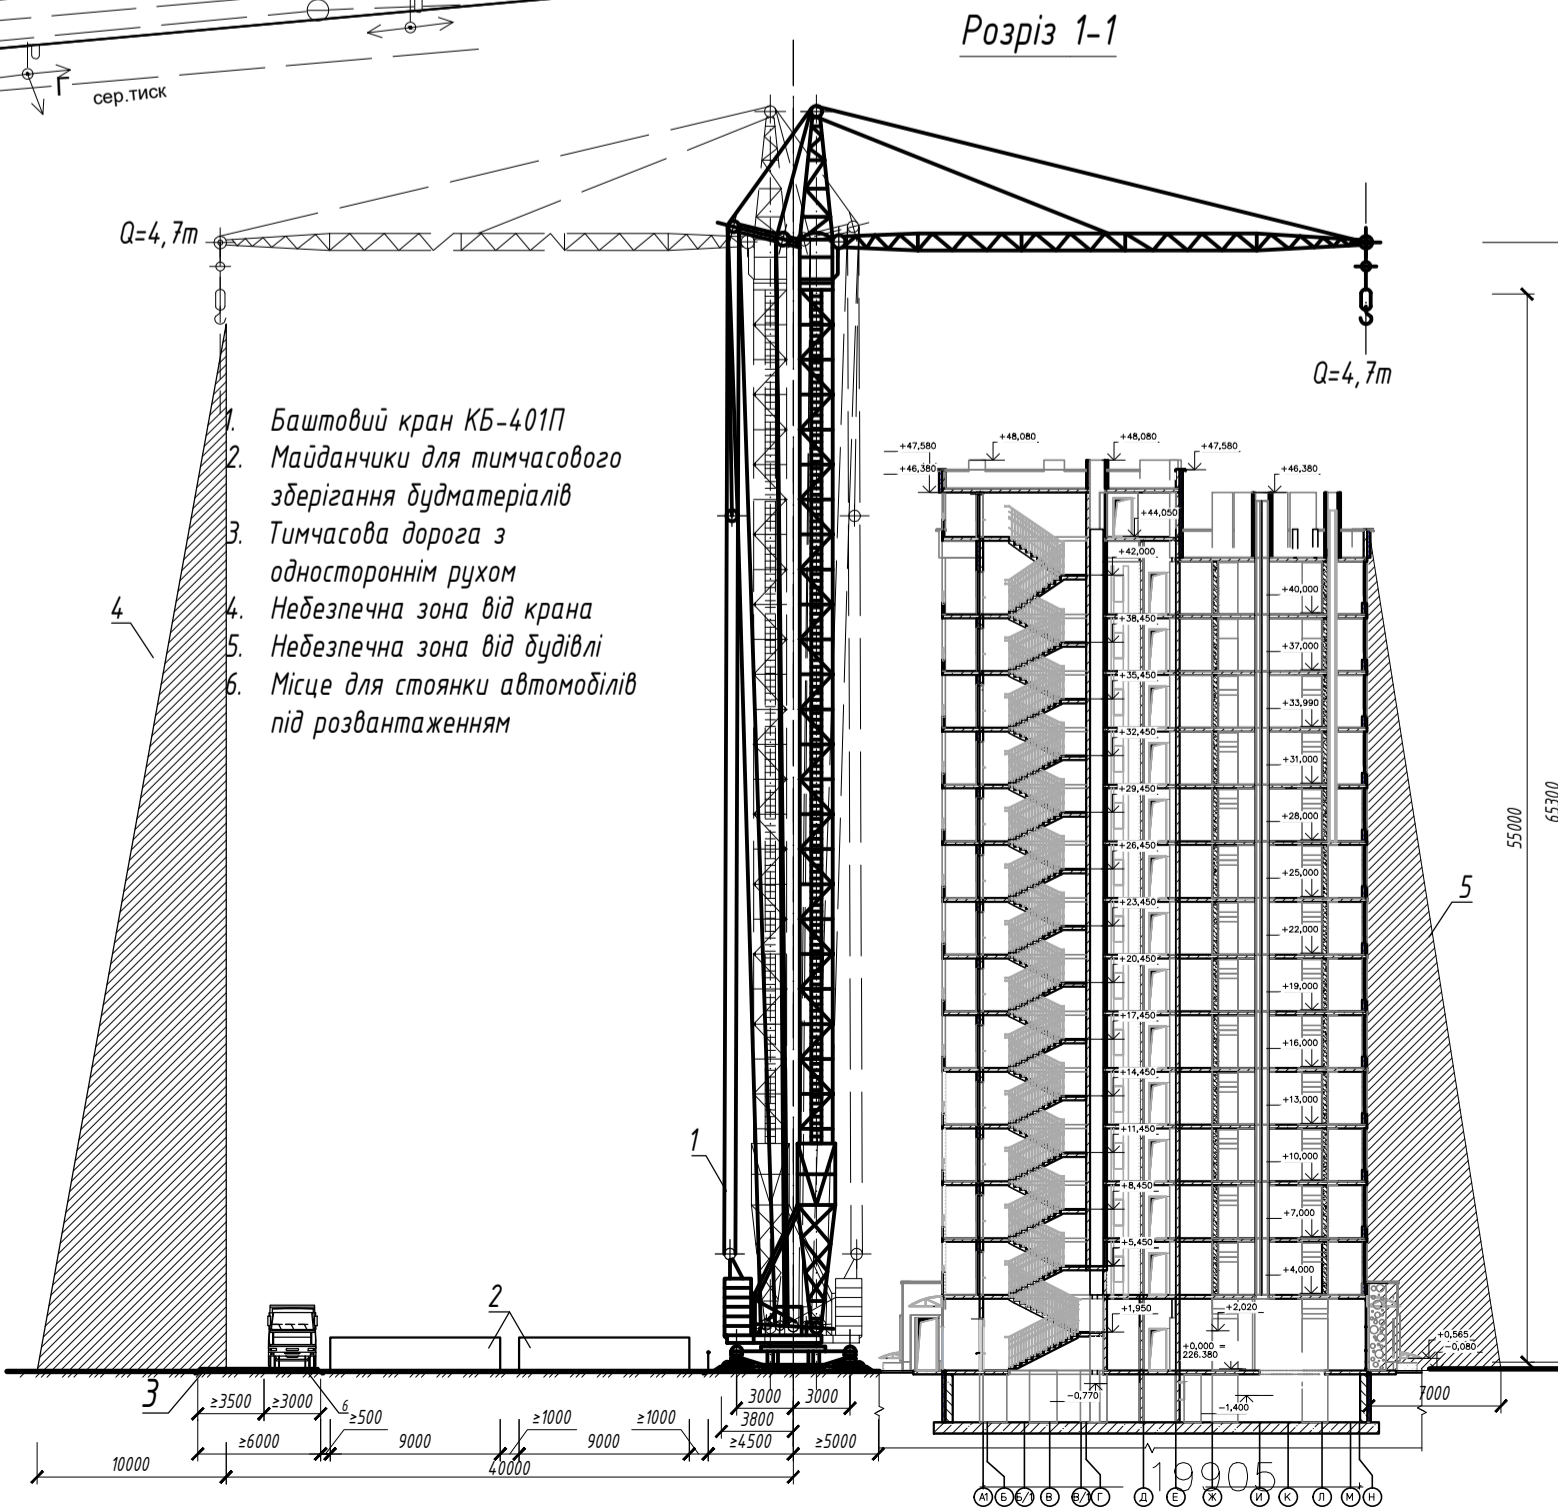 Розріз 1-1
Г
сер.тиск
Q=4,7т
Q=4,7т
1. Баштовий кран КБ-401П
2. Майданчики для тимчасового
зберігання будматеріалів
3. Тимчасова дорога з
одностороннім рухом
4. Небезпечна зона від крана
5. Небезпечна зона від будівлі
6. Місце для стоянки автомобілів
під розвантаженням
+47,580
+48,080
+48,080
+47,580
+46,380
+46,380
+44,050
+42,000
+40,000
+38,450
+37,000
+35,450
+33,990
+32,450
+31,000
+29,450
+28,000
+26,450
+25,000
+23,450
+22,000
+20,450
+19,000
+17,450
+16,000
+14,450
+13,000
+11,450
+10,000
+8,450
+7,000
+5,450
+4,000
+1,950
+2,020
+0,000 =
226.380
+0,565
-0,080
-0,770
-1,400
55000
65300
4
5
1
2
3
6
≥3500
≥3000
≥500
≥1000
≥1000
3000
3000
3800
7000
≥6000
9000
9000
≥4500
≥5000
10000
40000
19905
А1
Б
Б/1
В
В/1
Г
Д
Е
Ж
И
К
Л
М
Н